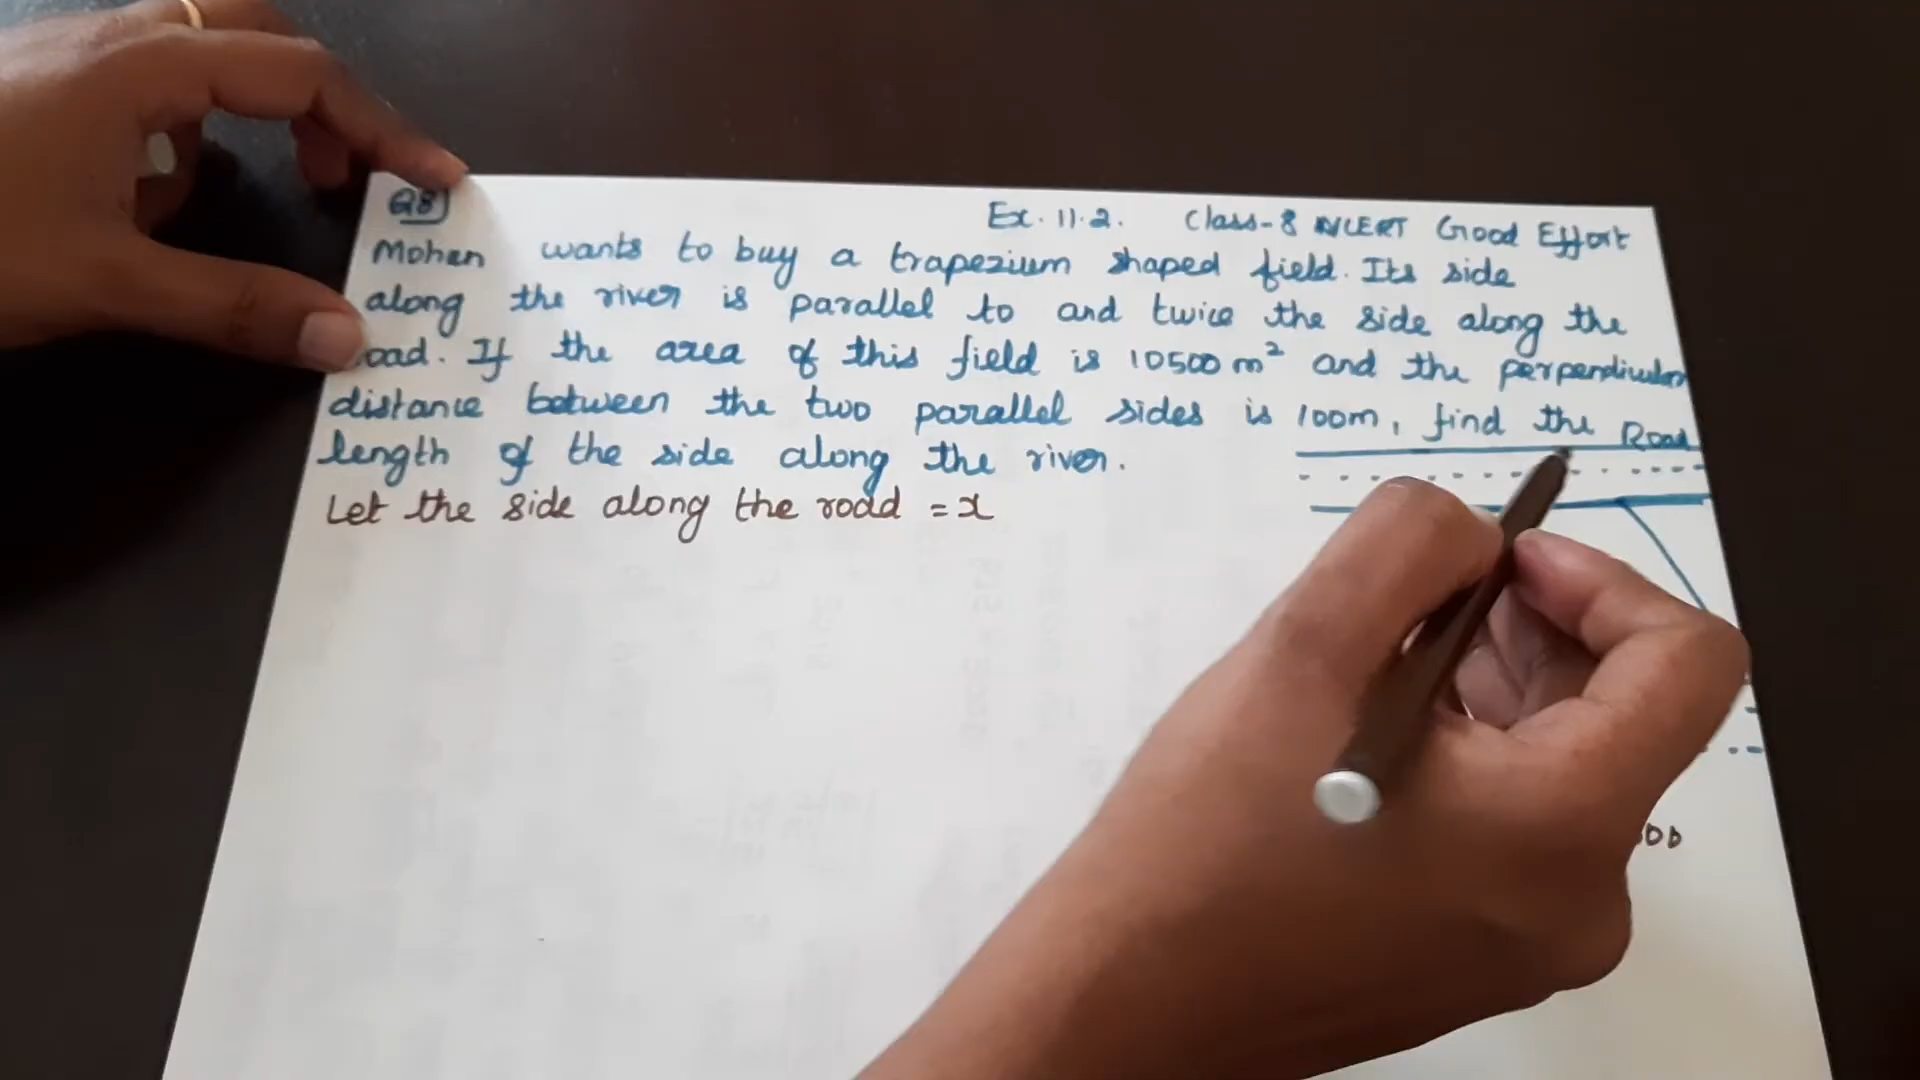 Q8)
Ex. 11.2. Class-8 NCERT Good Effort
Mohan wants to buy a trapezium shaped field. Its side
along the river is parallel to and twice the side along the
oad. If the area of this field is 10500 m² and the perpendicular
distance between the two parallel sides is 100m, find the
Road
length of the side along the river.
Let the side along the road = x